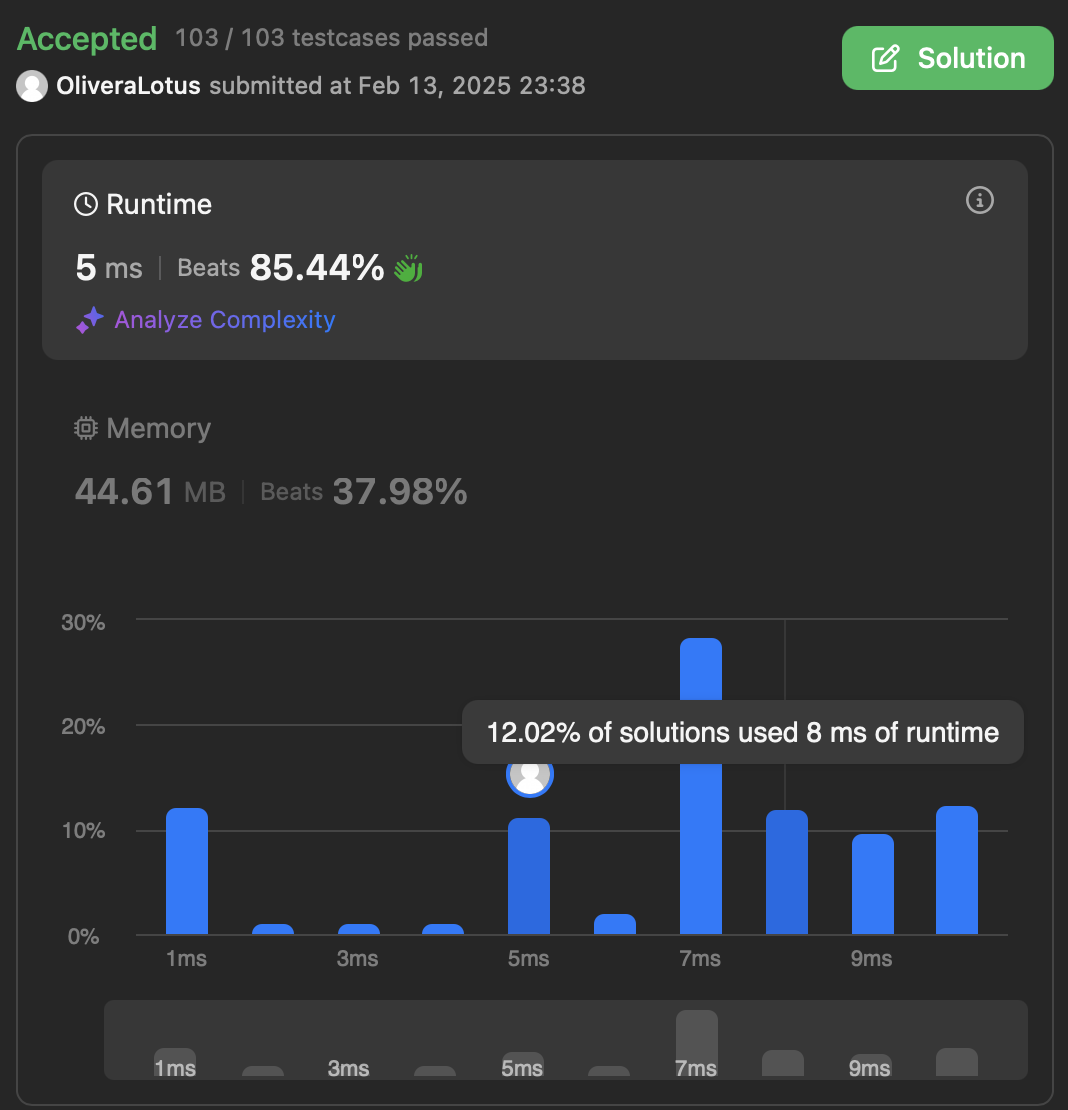 Accepted 103 / 103 testcases passed
OliveraLotus submitted at Feb 13, 2025 23:38
Solution
Runtime
5 ms | Beats 85.44%
Analyze Complexity
Memory
44.61 MB | Beats 37.98%
30%
20%
10%
0%
12.02% of solutions used 8 ms of runtime
1ms 3ms 5ms 7ms 9ms
1ms 3ms 5ms 7ms 9ms